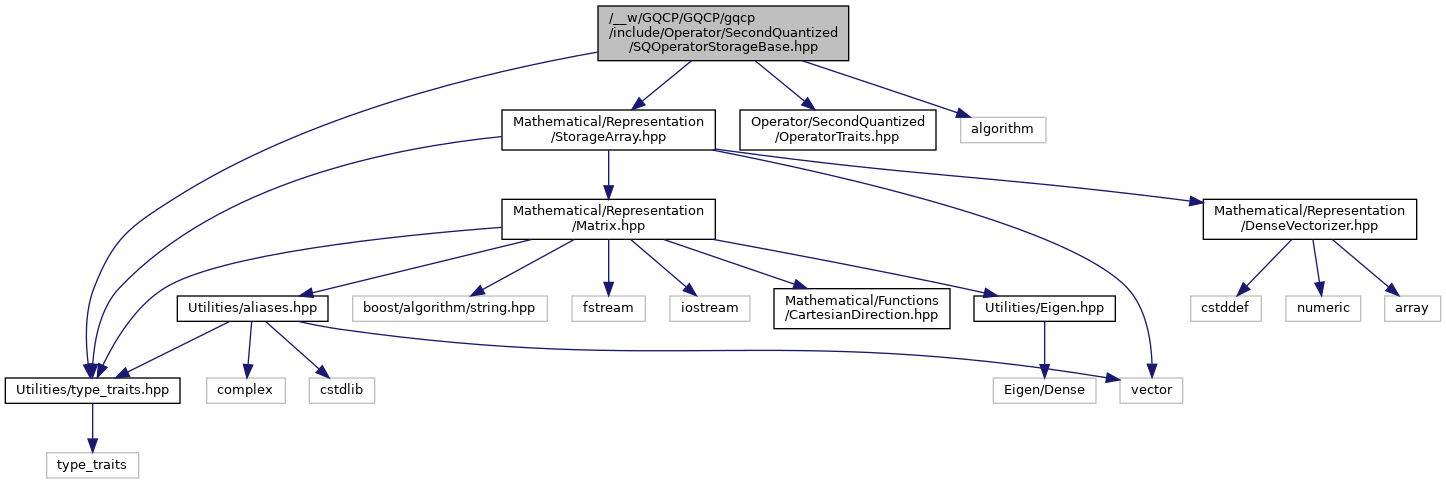 /__w/GQCP/GQCP/gqcp
/include/Operator/SecondQuantized
/SQOperatorStorageBase.hpp
Mathematical/Representation
/StorageArray.hpp
Operator/SecondQuantized
/OperatorTraits.hpp
algorithm
Mathematical/Representation
/Matrix.hpp
Mathematical/Representation
/DenseVectorizer.hpp
Utilities/aliases.hpp
boost/algorithm/string.hpp
fstream
iostream
Mathematical/Functions
/CartesianDirection.hpp
Utilities/Eigen.hpp
cstddef
numeric
array
Utilities/type_traits.hpp
complex
cstdlib
Eigen/Dense
vector
type_traits